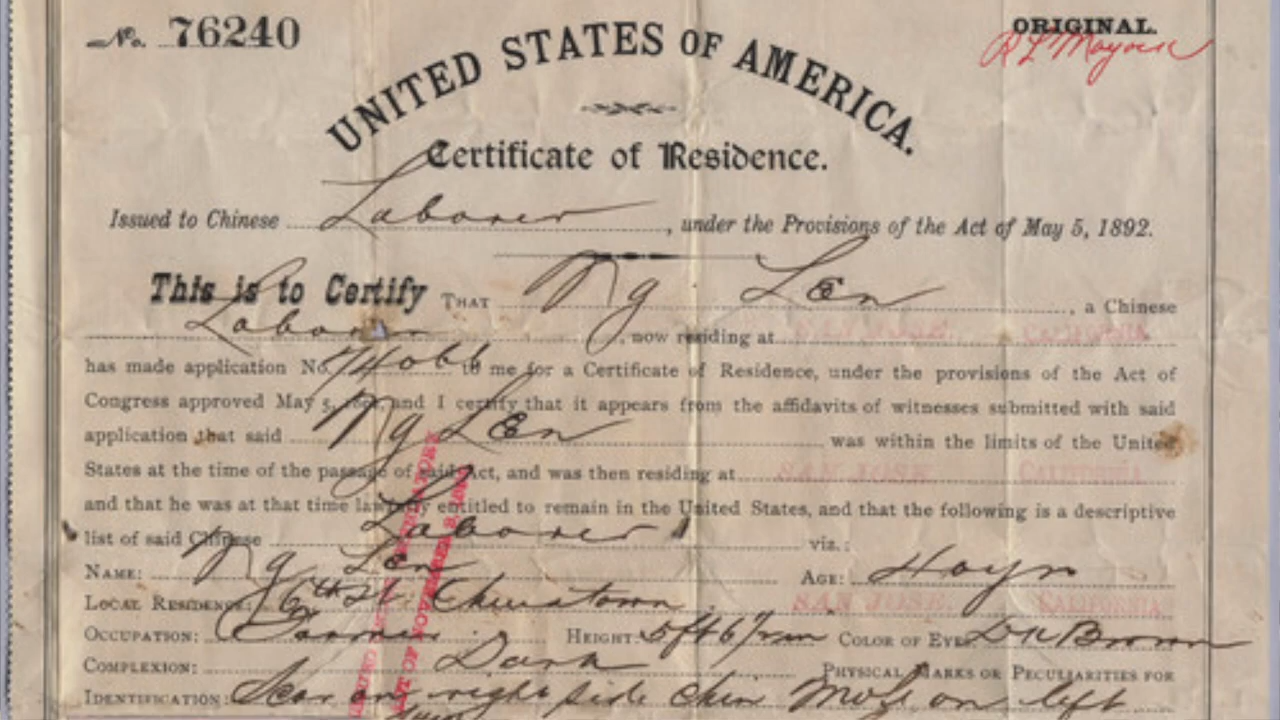 No. 76240
ORIGINAL.
UNITED STATES OF AMERICA.
Certificate of Residence.
Issued to Chinese Laborer, under the Provisions of the Act of May 5, 1892.
This is to Certify THAT Ng Len, a Chinese
Laborer, now residing at SAN JOSE. CALIFORNIA
has made application No. to me for a Certificate of Residence, under the provisions of the Act of
Congress approved May 5, and I certify that it appears from the affidavits of witnesses submitted with said
application that said Ng Len was within the limits of the United
States at the time of the passage of said Act, and was then residing at SAN JOSE CALIFORNIA
and that he was at that time lawfully entitled to remain in the United States, and that the following is a descriptive
list of said Chinese Laborer viz.:
NAME: Ng Len AGE:
LOCAL RESIDENCE: 6th St. Chinatown SAN JOSE. CALIFORNIA
OCCUPATION: HEIGHT: COLOR OF EYES: Brown
COMPLEXION: Dark PHYSICAL MARKS OR PECULIARITIES FOR
IDENTIFICATION: Scar on right side chin Mole on left